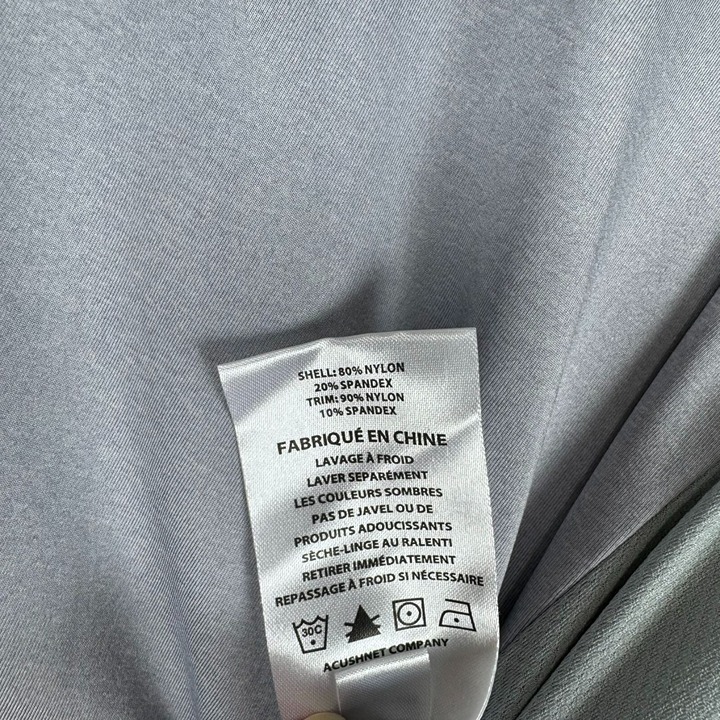 SHELL: 80% NYLON
20% SPANDEX
TRIM: 90% NYLON
10% SPANDEX
FABRIQUÉ EN CHINE
LAVAGE À FROID
LAVER SEPARÉMENT
LES COULEURS SOMBRES
PAS DE JAVEL OU DE
PRODUITS ADOUCISSANTS
SÈCHE-LINGE AU RALENTI
RETIRER IMMÉDIATEMENT
REPASSAGE À FROID SI NÉCESSAIRE
30C
ACUSHNET COMPANY